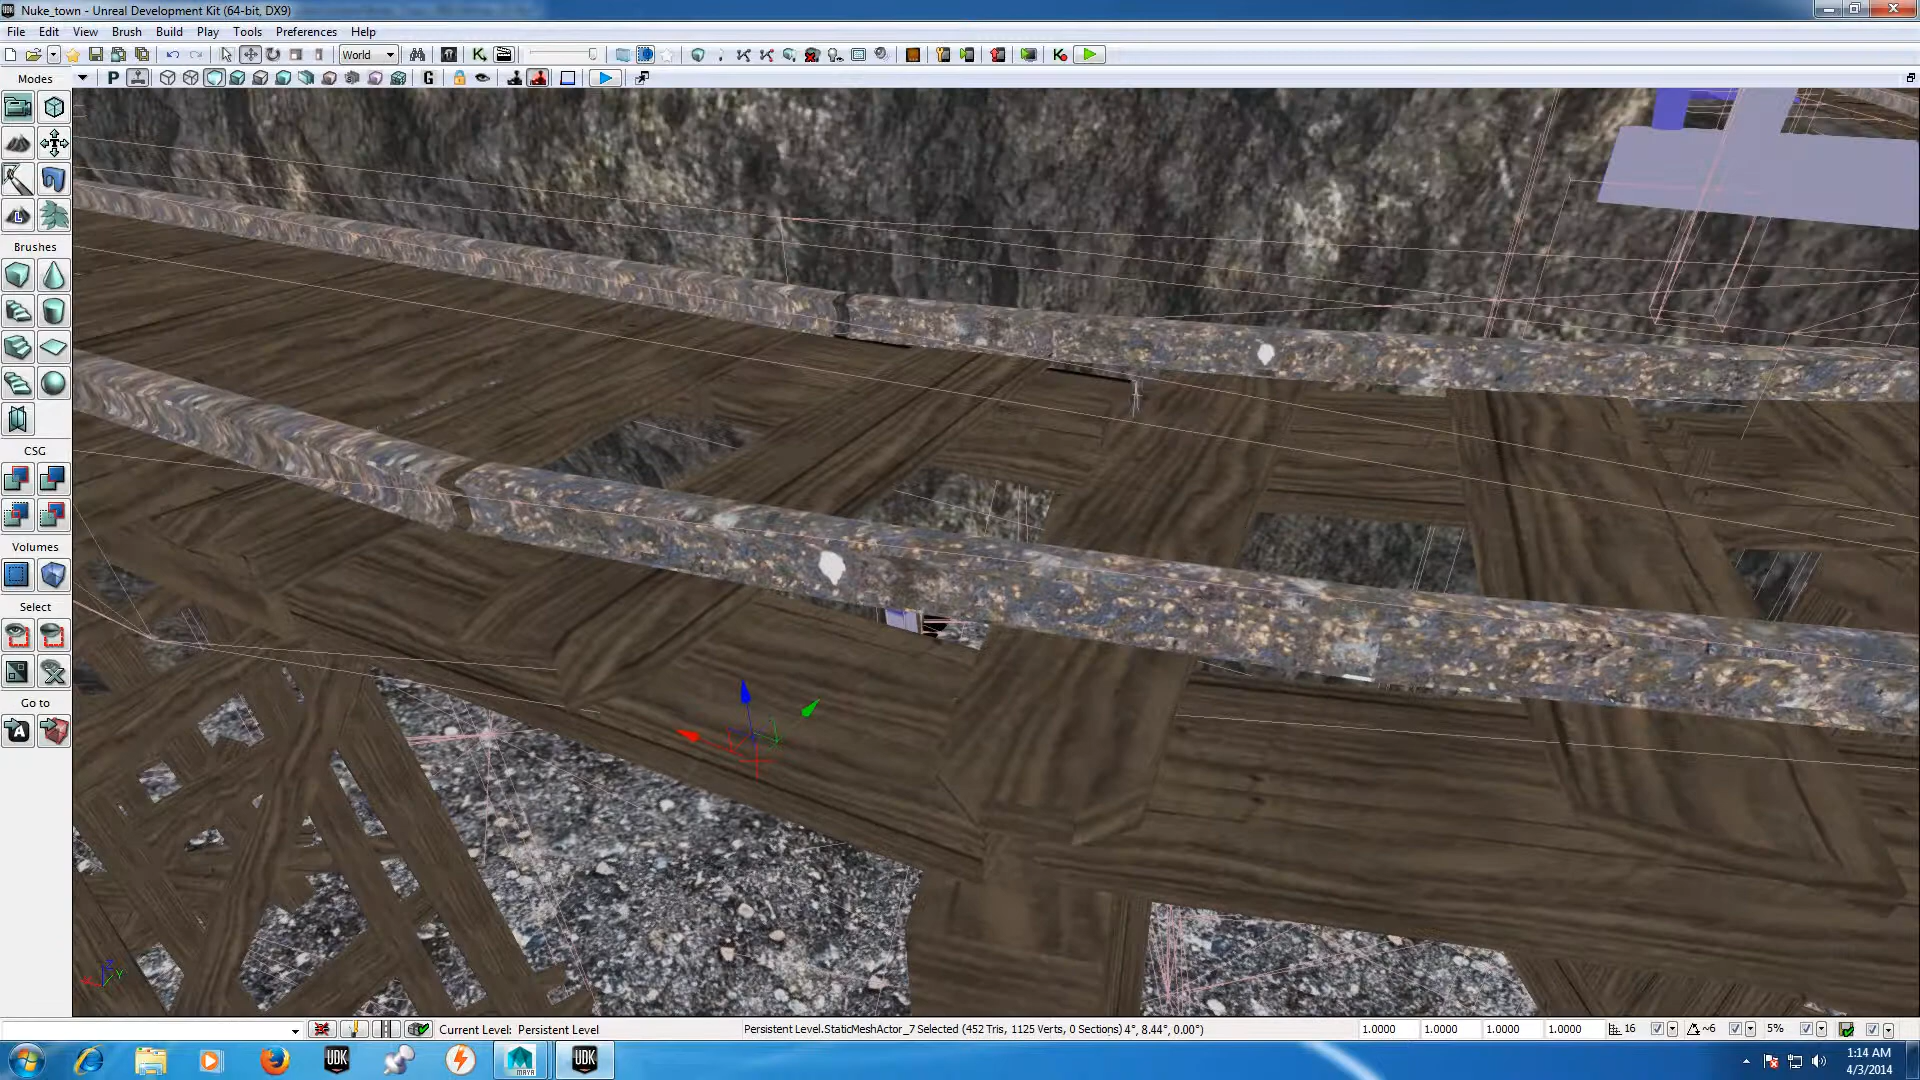 Nuke_town - Unreal Development Kit (64-bit, DX9)
File Edit View Brush Build Play Tools Preferences Help
World
Modes
P
G
L
Brushes
CSG
Volumes
Select
Go to
A
Z
Y
Current Level: Persistent Level
Persistent Level.StaticMeshActor_7 Selected (452 Tris, 1125 Verts, 0 Sections) 4°, 8.44°, 0.00°)
1.0000 1.0000 1.0000 1.0000 16 ~6 5%
UDK
MAYA
UDK
1:14 AM
4/3/2014